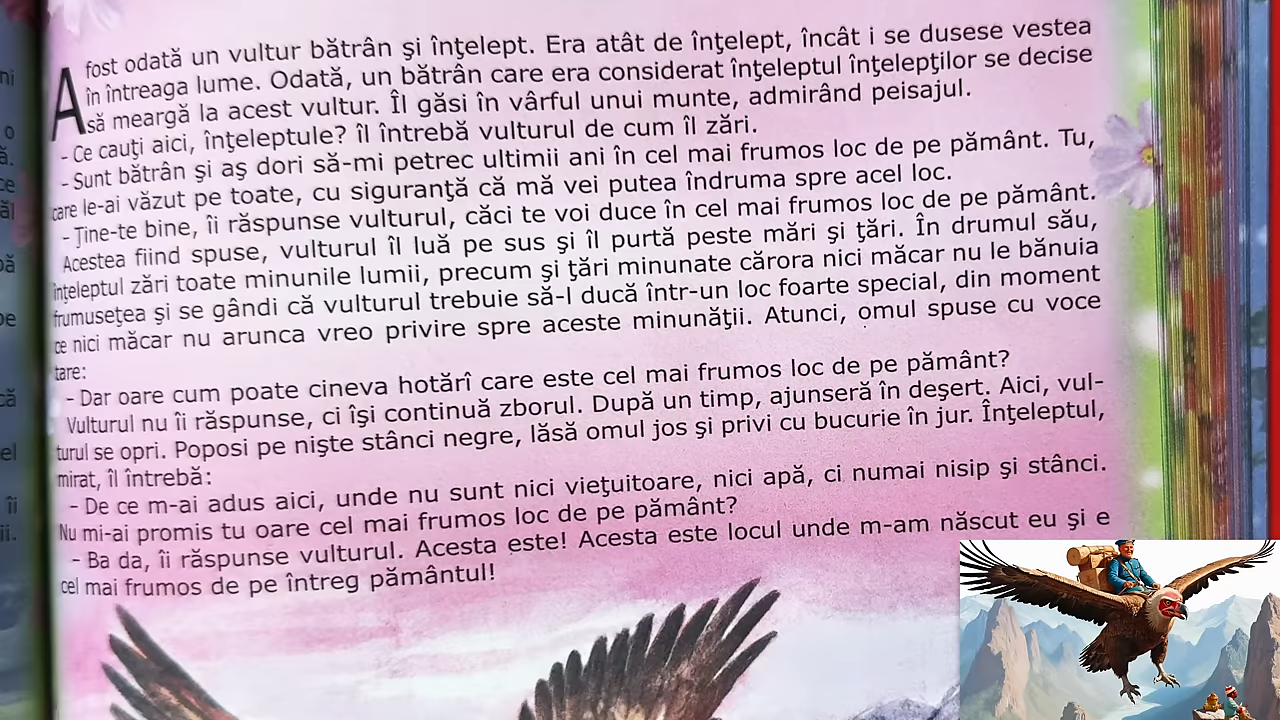 A fost odată un vultur bătrân şi înţelept. Era atât de înţelept, încât i se dusese vestea
în întreaga lume. Odată, un bătrân care era considerat înţeleptul înţelepţilor se decise
să meargă la acest vultur. Îl găsi în vârful unui munte, admirând peisajul.
- Ce cauţi aici, înţeleptule? îl întrebă vulturul de cum îl zări.
- Sunt bătrân şi aş dori să-mi petrec ultimii ani în cel mai frumos loc de pe pământ. Tu,
care le-ai văzut pe toate, cu siguranţă că mă vei putea îndruma spre acel loc.
- Ţine-te bine, îi răspunse vulturul, căci te voi duce în cel mai frumos loc de pe pământ.
Acestea fiind spuse, vulturul îl luă pe sus şi îl purtă peste mări şi ţări. În drumul său,
înţeleptul zări toate minunile lumii, precum şi ţări minunate cărora nici măcar nu le bănuia
frumuseţea şi se gândi că vulturul trebuie să-l ducă într-un loc foarte special, din moment
ce nici măcar nu arunca vreo privire spre aceste minunăţii. Atunci, omul spuse cu voce
tare:
- Dar oare cum poate cineva hotărî care este cel mai frumos loc de pe pământ?
Vulturul nu îi răspunse, ci îşi continuă zborul. După un timp, ajunseră în deşert. Aici, vul-
turul se opri. Poposi pe nişte stânci negre, lăsă omul jos şi privi cu bucurie în jur. Înţeleptul,
mirat, îl întrebă:
- De ce m-ai adus aici, unde nu sunt nici vieţuitoare, nici apă, ci numai nisip şi stânci.
Nu mi-ai promis tu oare cel mai frumos loc de pe pământ?
- Ba da, îi răspunse vulturul. Acesta este! Acesta este locul unde m-am născut eu şi e
cel mai frumos de pe întreg pământul!